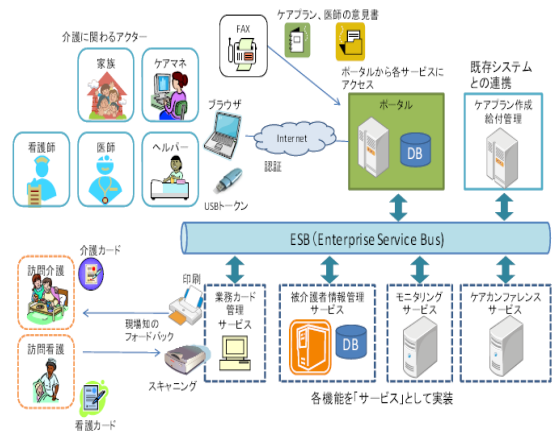 介護に関わるアクター
家族
ケアマネ
看護師
医師
ヘルパー
FAX
ケアプラン、医師の意見書
ポータルから各サービスに
アクセス
既存システム
との連携
ブラウザ
Internet
認証
USBトークン
ポータル
DB
ケアプラン作成
給付管理
ESB(Enterprise Service Bus)
介護カード
訪問介護
印刷
現場知の
フォードバック
訪問看護
スキャニング
看護カード
業務カード
管理
サービス
被介護者情報管理
サービス
DB
モニタリング
サービス
ケアカンファレンス
サービス
各機能を「サービス」として実装